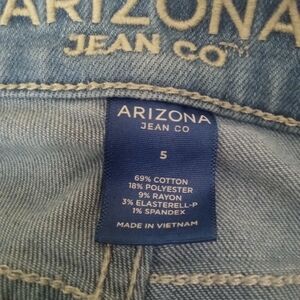 ARIZONA
JEAN CO™
ARIZONA
JEAN CO
5
69% COTTON
18% POLYESTER
9% RAYON
3% ELASTERELL-P
1% SPANDEX
MADE IN VIETNAM